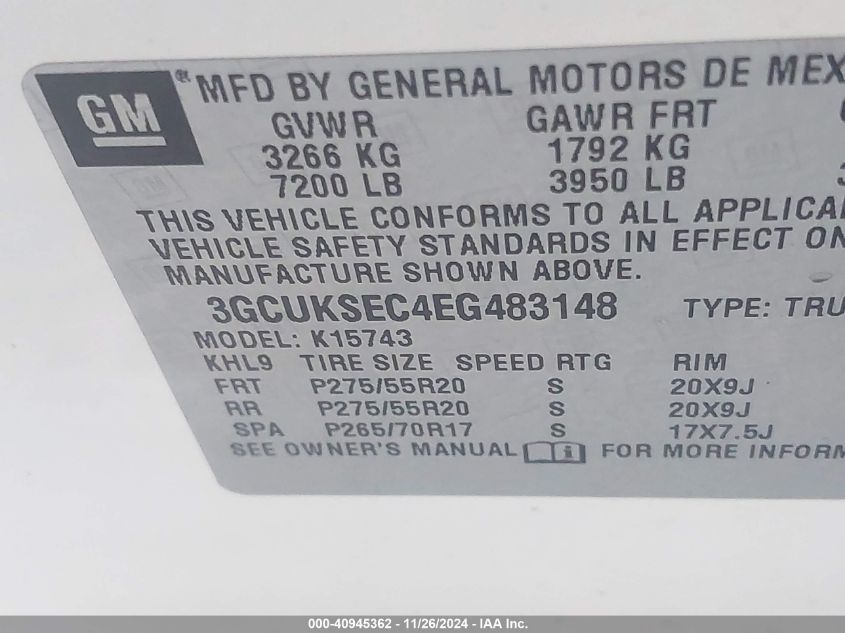 GM ® MFD BY GENERAL MOTORS DE MEX
GVWR GAWR FRT
3266 KG 1792 KG
7200 LB 3950 LB
THIS VEHICLE CONFORMS TO ALL APPLICA
VEHICLE SAFETY STANDARDS IN EFFECT ON
MANUFACTURE SHOWN ABOVE.
3GCUKSEC4EG483148 TYPE: TRU
MODEL: K15743
KHL9 TIRE SIZE SPEED RTG RIM
FRT P275/55R20 S 20X9J
RR P275/55R20 S 20X9J
SPA P265/70R17 S 17X7.5J
SEE OWNER'S MANUAL i FOR MORE INFORM
000-40945362 - 11/26/2024 - IAA Inc.